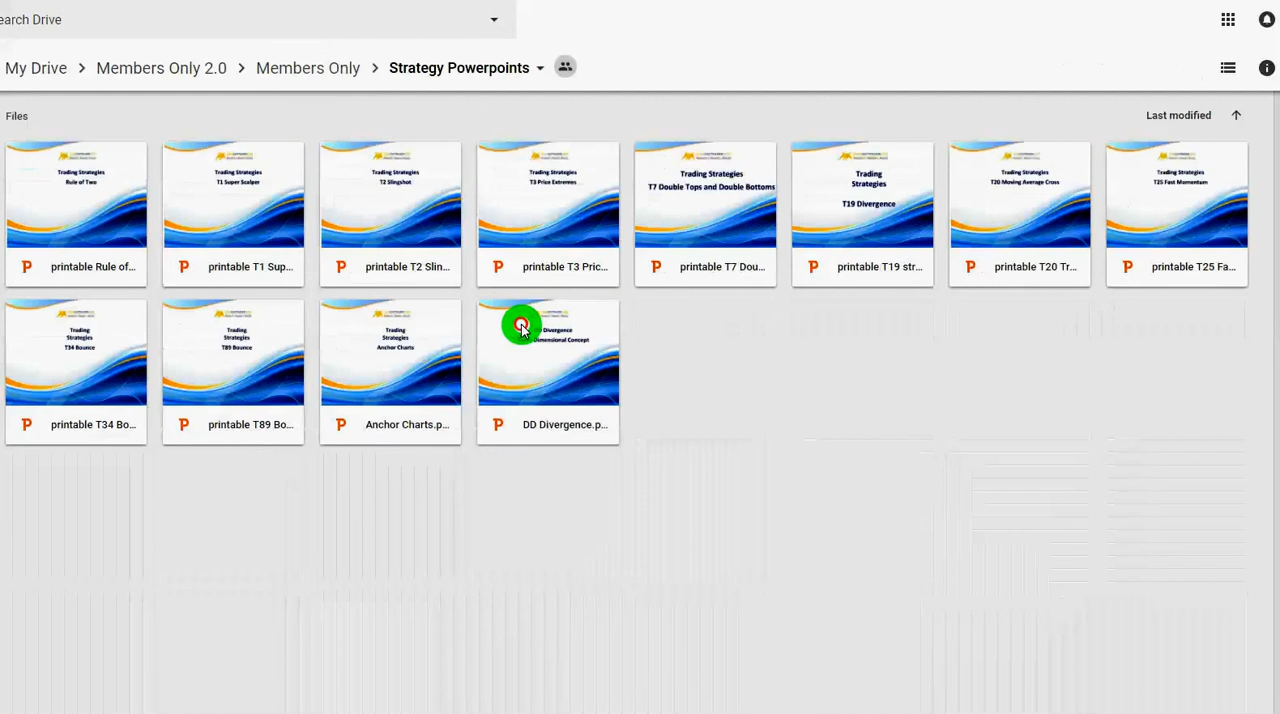 earch Drive
My Drive > Members Only 2.0 > Members Only > Strategy Powerpoints
Files
Last modified
Trading Strategies
Rule of Two
Trading Strategies
T1 Super Scalper
Trading Strategies
T2 Slingshot
Trading Strategies
T3 Price Extremes
Trading Strategies
T7 Double Tops and Double Bottoms
Trading
Strategies
T19 Divergence
Trading Strategies
T20 Moving Average Cross
Trading Strategies
T25 Fast Momentum
printable Rule of...
printable T1 Sup...
printable T2 Slin...
printable T3 Pric...
printable T7 Dou...
printable T19 str...
printable T20 Tr...
printable T25 Fa...
Trading
Strategies
T34 Bounce
Trading
Strategies
T89 Bounce
Trading
Strategies
Anchor Charts
Divergence
Dimensional Concept
printable T34 Bo...
printable T89 Bo...
Anchor Charts.p...
DD Divergence.p...